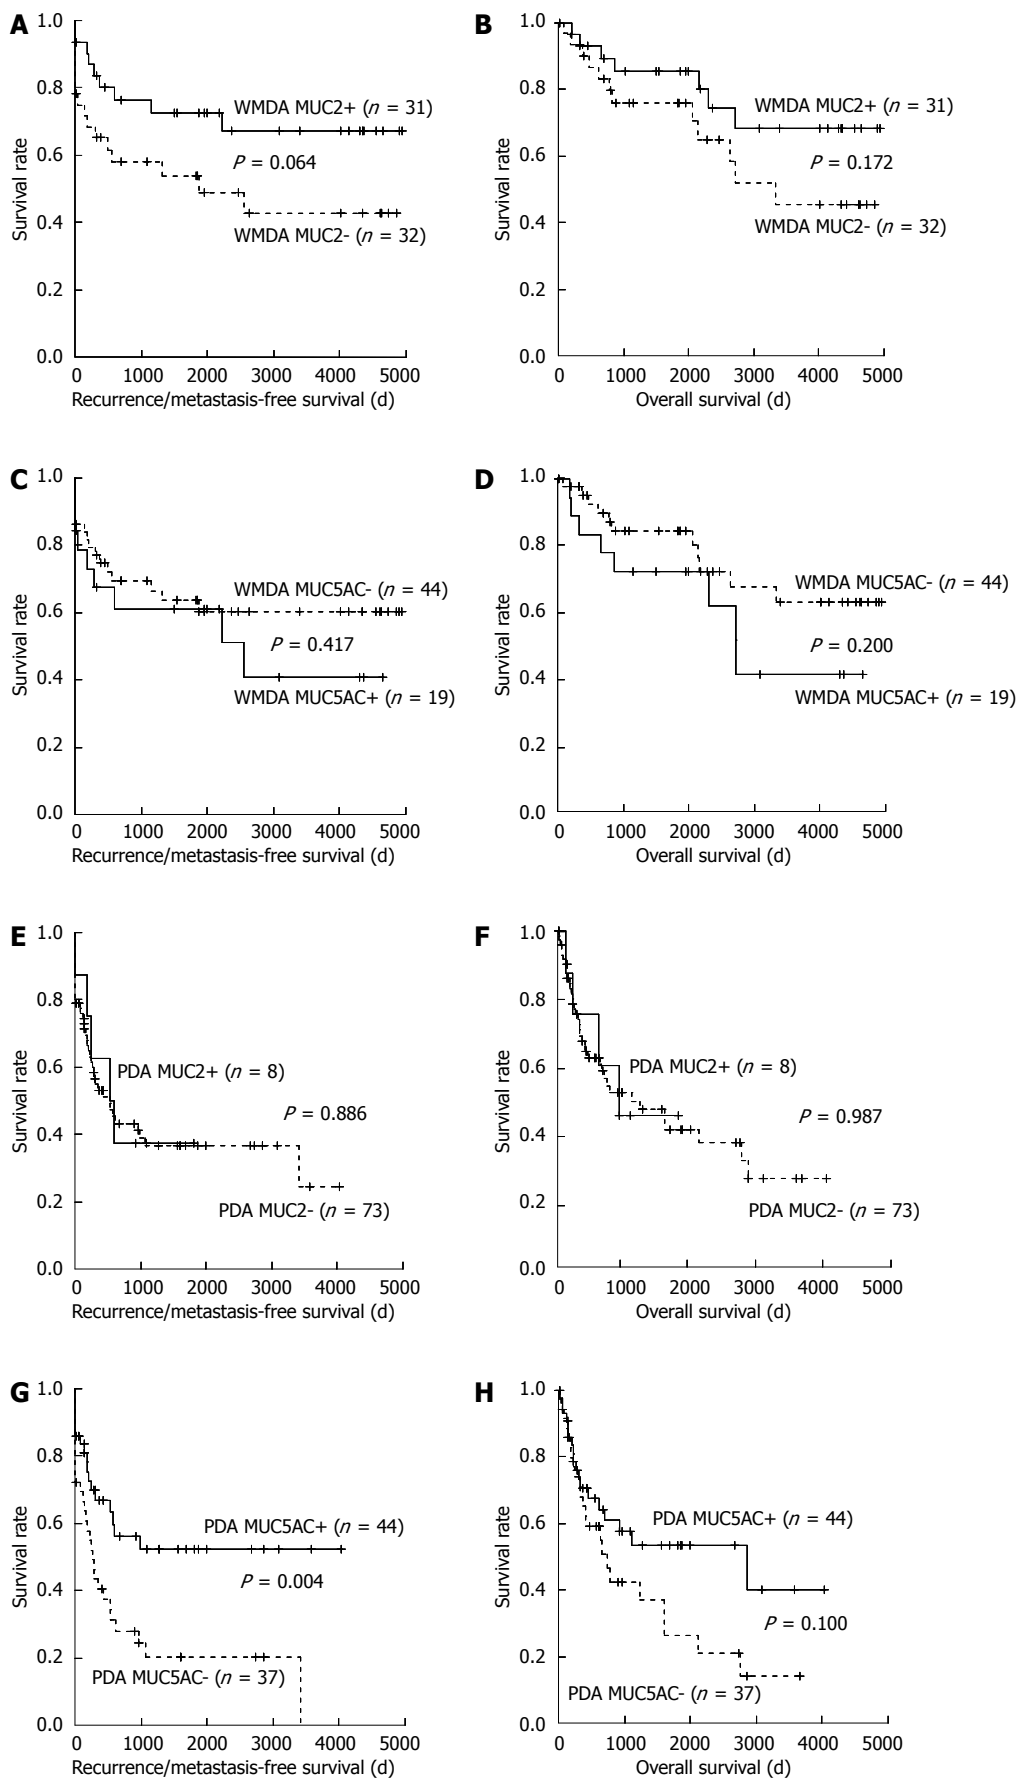 A
Survival rate
1.0
0.8
0.6
0.4
0.2
0.0
WMDA MUC2+ (n = 31)
P = 0.064
WMDA MUC2- (n = 32)
0 1000 2000 3000 4000 5000
Recurrence/metastasis-free survival (d)
B
Survival rate
1.0
0.8
0.6
0.4
0.2
0.0
WMDA MUC2+ (n = 31)
P = 0.172
WMDA MUC2- (n = 32)
0 1000 2000 3000 4000 5000
Overall survival (d)
C
Survival rate
1.0
0.8
0.6
0.4
0.2
0.0
WMDA MUC5AC- (n = 44)
P = 0.417
WMDA MUC5AC+ (n = 19)
0 1000 2000 3000 4000 5000
Recurrence/metastasis-free survival (d)
D
Survival rate
1.0
0.8
0.6
0.4
0.2
0.0
WMDA MUC5AC- (n = 44)
P = 0.200
WMDA MUC5AC+ (n = 19)
0 1000 2000 3000 4000 5000
Overall survival (d)
E
Survival rate
1.0
0.8
0.6
0.4
0.2
0.0
PDA MUC2+ (n = 8)
P = 0.886
PDA MUC2- (n = 73)
0 1000 2000 3000 4000 5000
Recurrence/metastasis-free survival (d)
F
Survival rate
1.0
0.8
0.6
0.4
0.2
0.0
PDA MUC2+ (n = 8)
P = 0.987
PDA MUC2- (n = 73)
0 1000 2000 3000 4000 5000
Overall survival (d)
G
Survival rate
1.0
0.8
0.6
0.4
0.2
0.0
PDA MUC5AC+ (n = 44)
P = 0.004
PDA MUC5AC- (n = 37)
0 1000 2000 3000 4000 5000
Recurrence/metastasis-free survival (d)
H
Survival rate
1.0
0.8
0.6
0.4
0.2
0.0
PDA MUC5AC+ (n = 44)
P = 0.100
PDA MUC5AC- (n = 37)
0 1000 2000 3000 4000 5000
Overall survival (d)